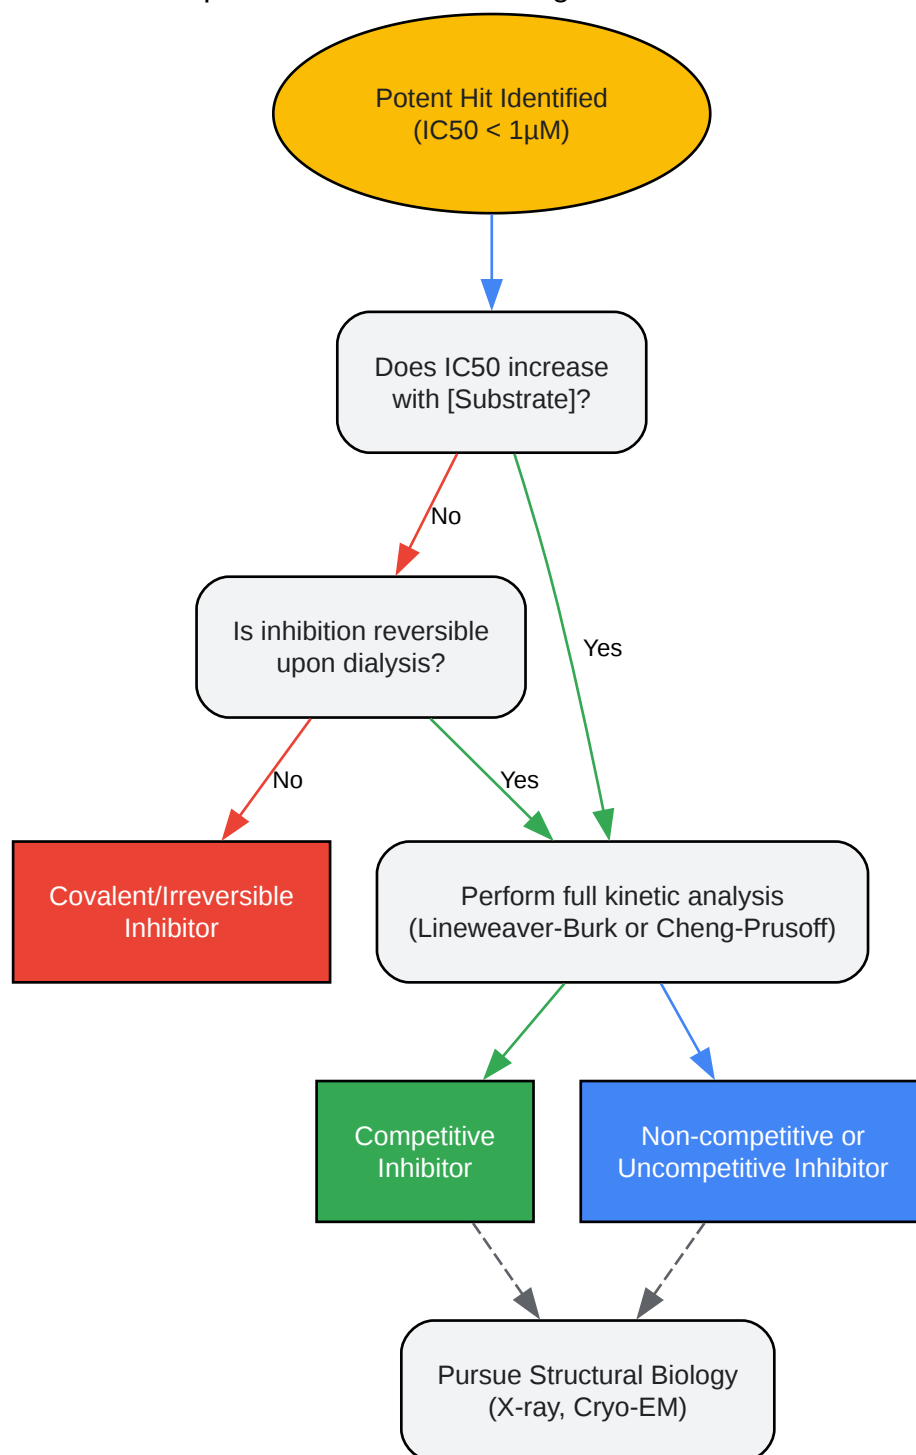 Potent Hit Identified
(IC50 < 1µM)
Does IC50 increase
with [Substrate]?
No
Yes
Is inhibition reversible
upon dialysis?
No
Yes
Covalent/Irreversible
Inhibitor
Perform full kinetic analysis
(Lineweaver-Burk or Cheng-Prusoff)
Competitive
Inhibitor
Non-competitive or
Uncompetitive Inhibitor
Pursue Structural Biology
(X-ray, Cryo-EM)